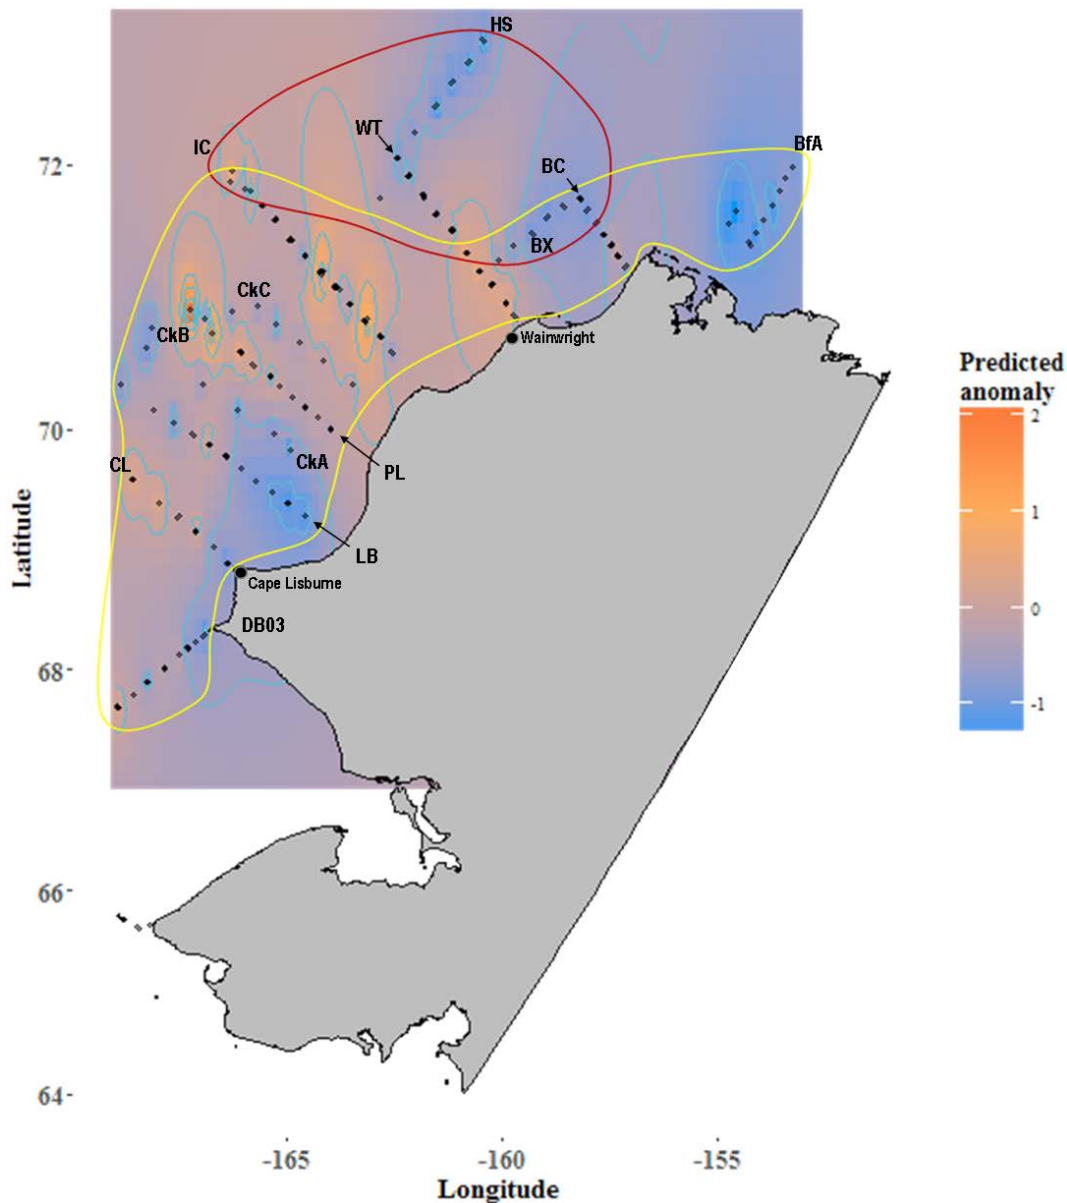 HS
WT
IC
BC
BfA
72-
BX
CkC
CkB
Wainwright
Predicted
anomaly
2
1
0
-1
70-
CkA
CL
PL
LB
Cape Lisburne
DB03
Latitude
68-
66-
64-
-165
-160
-155
Longitude